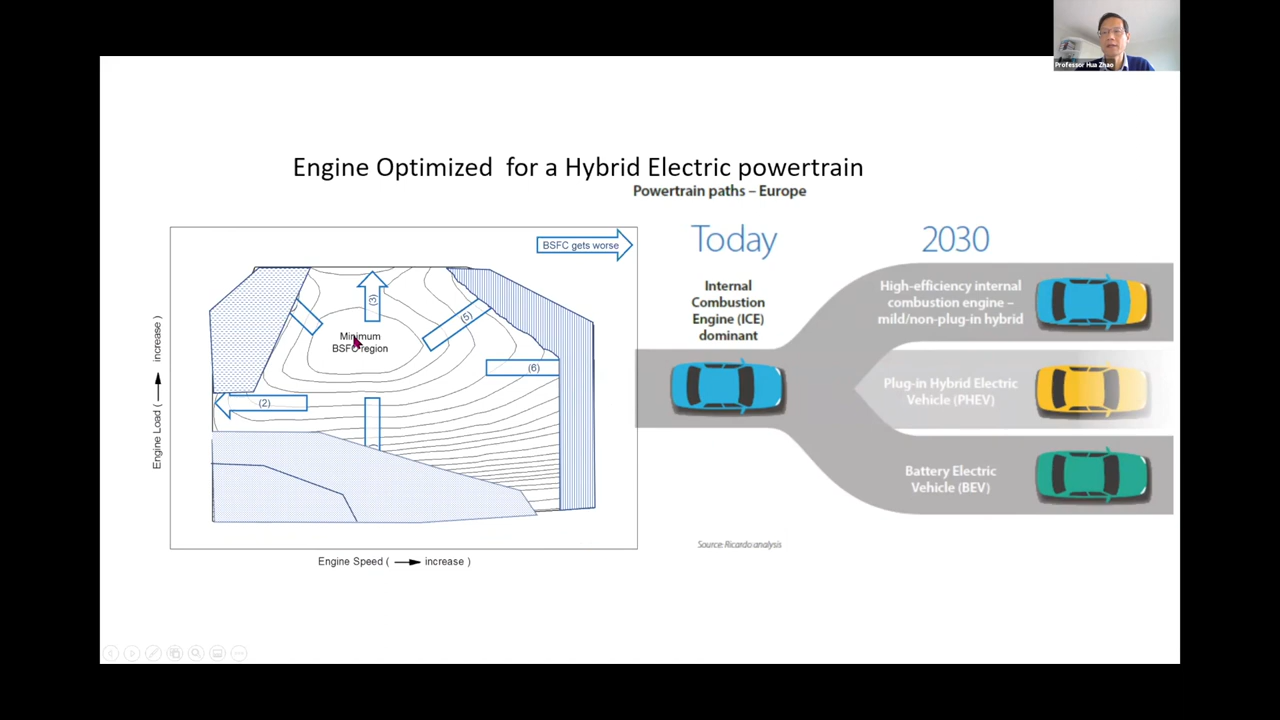 Professor Hua Zhao
Engine Optimized for a Hybrid Electric powertrain
Powertrain paths – Europe
BSFC gets worse
Today
2030
Internal
Combustion
Engine (ICE)
dominant
High-efficiency internal
combustion engine –
mild/non-plug-in hybrid
Plug-in Hybrid Electric
Vehicle (PHEV)
Battery Electric
Vehicle (BEV)
(3)
(5)
Minimum
BSFC region
(6)
(2)
Engine Load ( increase )
Engine Speed ( increase )
Source: Ricardo analysis